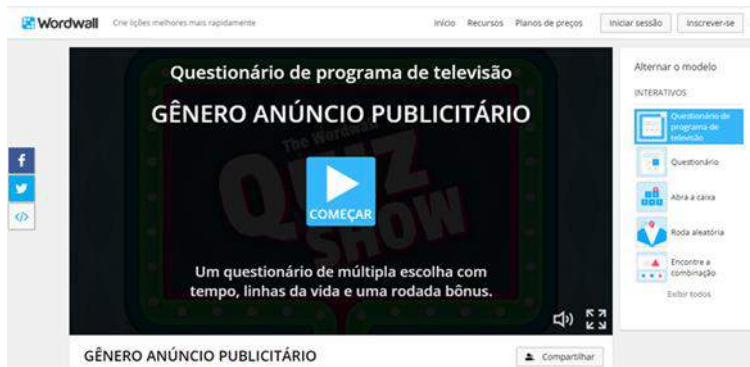 Wordwall Crie lições melhores mais rapidamente Início Recursos Planos de preços Iniciar sessão Inscrever-se
Questionário de programa de televisão
GÊNERO ANÚNCIO PUBLICITÁRIO
The Wordwall
QUIZ
SHOW
COMEÇAR
Um questionário de múltipla escolha com
tempo, linhas da vida e uma rodada bônus.
GÊNERO ANÚNCIO PUBLICITÁRIO
Compartilhar
Alternar o modelo
INTERATIVOS
Questionário de
programa de
televisão
Questionário
Abra a caixa
Roda aleatória
Encontre a
combinação
Exibir todos